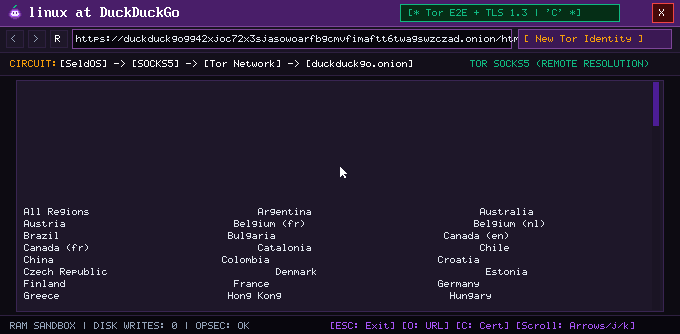 linux at DuckDuckGo [* Tor E2E + TLS 1.3 | 'C' *] X
< > R https://duckduckgo9g42xjoc72x3sjasowoarfbgcmvfimaftt6twagswzczad.onion/htm [ New Tor Identity ]
CIRCUIT: [SeldOS] -> [SOCKS5] -> [Tor Network] -> [duckduckgo.onion] TOR SOCKS5 (REMOTE RESOLUTION)
All Regions Argentina Australia
Austria Belgium (fr) Belgium (nl)
Brazil Bulgaria Canada (en)
Canada (fr) Catalonia Chile
China Colombia Croatia
Czech Republic Denmark Estonia
Finland France Germany
Greece Hong Kong Hungary
RAM SANDBOX | DISK WRITES: 0 | OPSEC: OK [ESC: Exit] [O: URL] [C: Cert] [Scroll: Arrows/j/k]